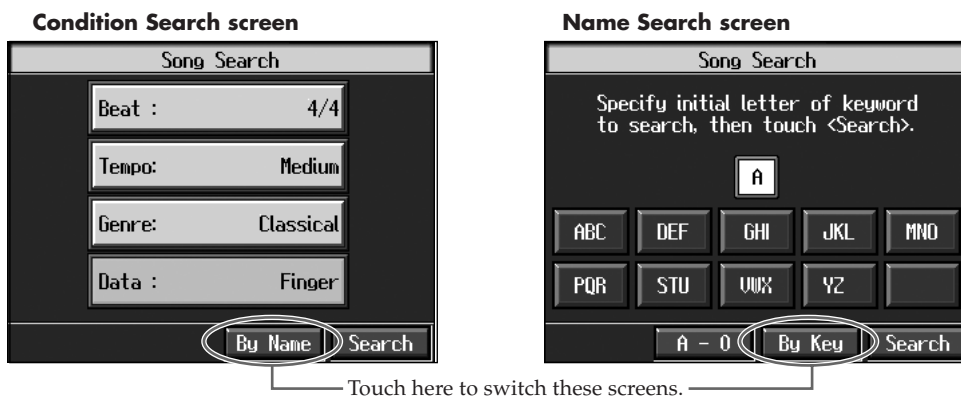 Condition Search screen
Song Search
Beat : 4/4
Tempo: Medium
Genre: Classical
Data : Finger
By Name Search
Name Search screen
Song Search
Specify initial letter of keyword
to search, then touch <Search>.
A
ABC DEF GHI JKL MNO
PQR STU VWX YZ
A - 0 By Key Search
Touch here to switch these screens.